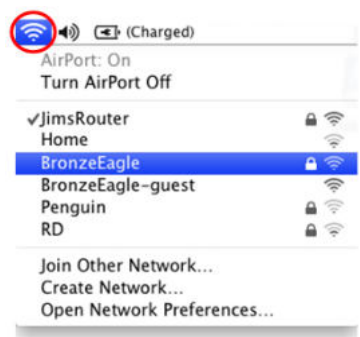 (Charged)
AirPort: On
Turn AirPort Off
✓JimsRouter
Home
BronzeEagle
BronzeEagle-guest
Penguin
RD
Join Other Network...
Create Network...
Open Network Preferences...